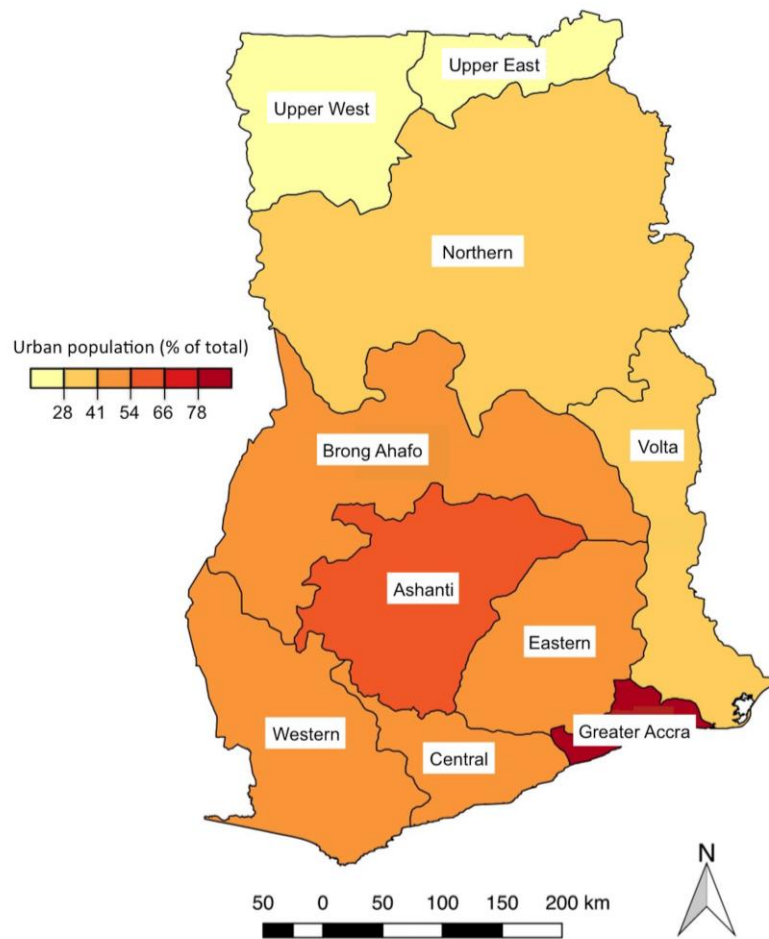 Upper East
Upper West
Northern
Urban population (% of total)
28 41 54 66 78
Brong Ahafo
Volta
Ashanti
Eastern
Western
Greater Accra
Central
N
50 0 50 100 150 200 km